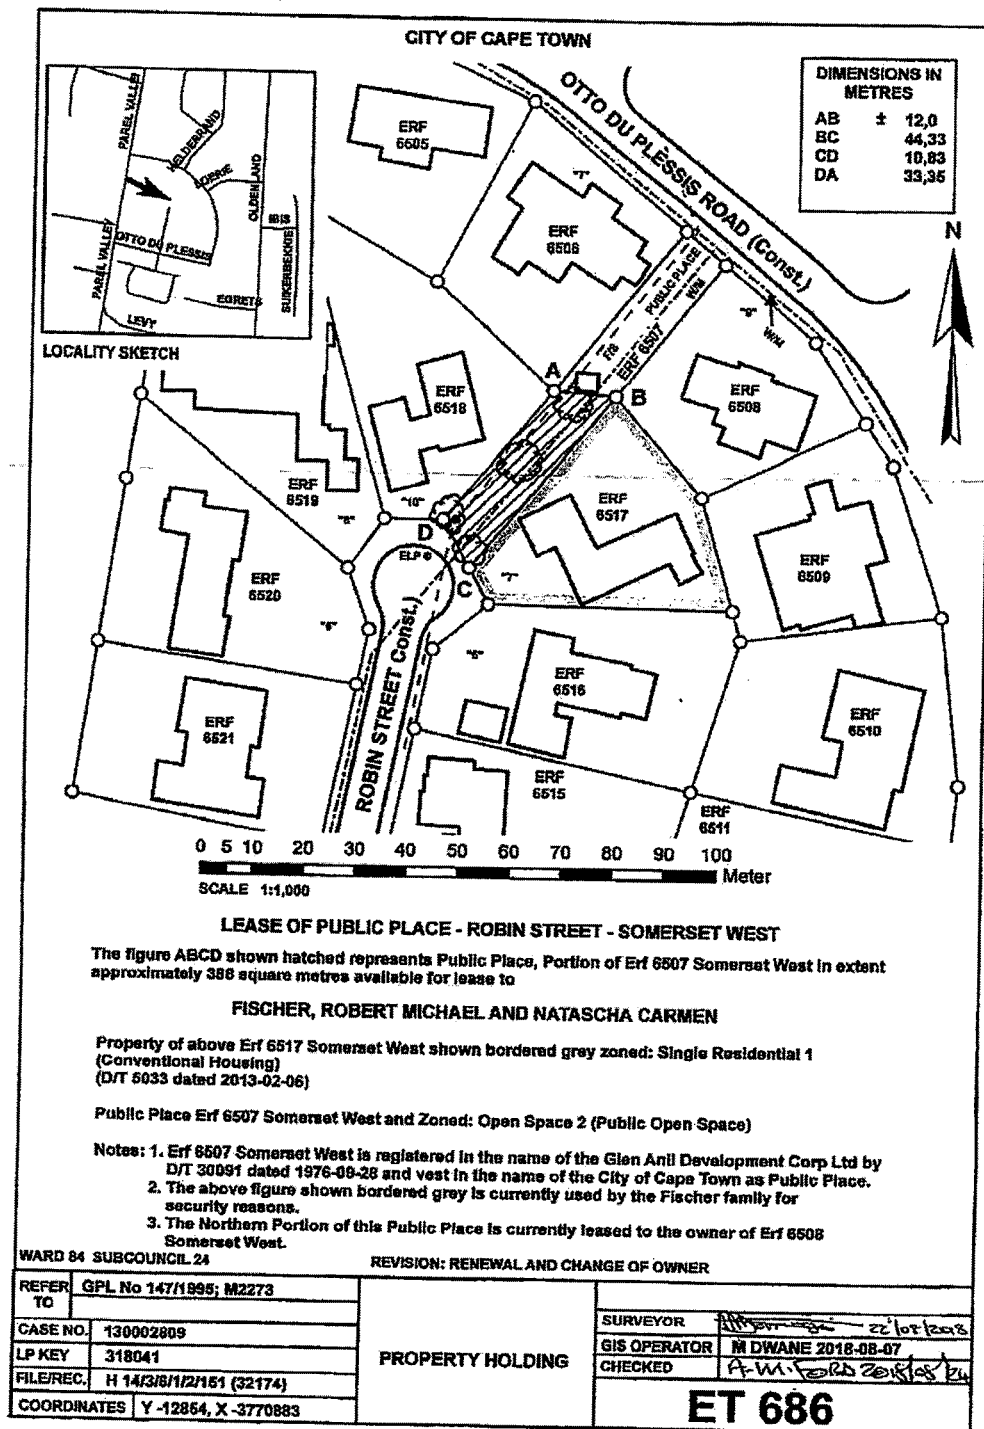 CITY OF CAPE TOWN
PAREL VALLEI
HELDERRAND
LORRIE
OLDENLAND
IBIS
SUIKERBEKKIE
OTTO DU PLESSIS
PAREL VALLEY
EGRETS
LEVY
LOCALITY SKETCH
OTTO DU PLESSIS ROAD (Const.)
DIMENSIONS IN
METRES
AB ± 12,0
BC 44,33
CD 10,83
DA 33,35
N
ERF
6505
"1"
ERF
6506
PUBLIC PLACE
F/S
ERF 6507
W/M
"9"
W/M
A
B
ERF
6518
ERF
6508
ERF
6519
"10"
"8"
D
ERF
6517
ELP
C
"7"
ERF
6509
ERF
6520
"6"
"5"
ERF
6516
ERF
6521
ROBIN STREET Const.)
ERF
6510
ERF
6515
ERF
6511
0 5 10 20 30 40 50 60 70 80 90 100
Meter
SCALE 1:1,000
LEASE OF PUBLIC PLACE - ROBIN STREET - SOMERSET WEST
The figure ABCD shown hatched represents Public Place, Portion of Erf 6507 Somerset West in extent
approximately 388 square metres available for lease to
FISCHER, ROBERT MICHAEL AND NATASCHA CARMEN
Property of above Erf 6517 Somerset West shown bordered grey zoned: Single Residential 1
(Conventional Housing)
(D/T 5033 dated 2013-02-06)
Public Place Erf 6507 Somerset West and Zoned: Open Space 2 (Public Open Space)
Notes: 1. Erf 6507 Somerset West is registered in the name of the Glen Anil Development Corp Ltd by
D/T 30091 dated 1976-09-28 and vest in the name of the City of Cape Town as Public Place.
2. The above figure shown bordered grey is currently used by the Fischer family for
security reasons.
3. The Northern Portion of this Public Place is currently leased to the owner of Erf 6508
Somerset West.
WARD 84 SUBCOUNCIL 24
REVISION: RENEWAL AND CHANGE OF OWNER
REFER TO GPL No 147/1995; M2273
CASE NO. 130002809
LP KEY 318041
FILE/REC. H 14/3/6/1/2/151 (32174)
COORDINATES Y -12854, X -3770883
PROPERTY HOLDING
SURVEYOR 22/08/2018
GIS OPERATOR M DWANE 2018-08-07
CHECKED A.W. FORD 2018/08/24
ET 686